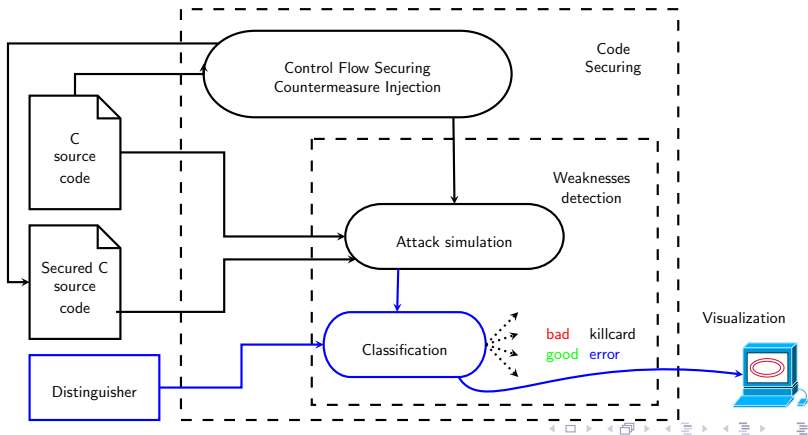 Code
Securing
Control Flow Securing
Countermeasure Injection
C
source
code
Weaknesses
detection
Attack simulation
Secured C
source
code
Visualization
bad killcard
good error
Classification
Distinguisher